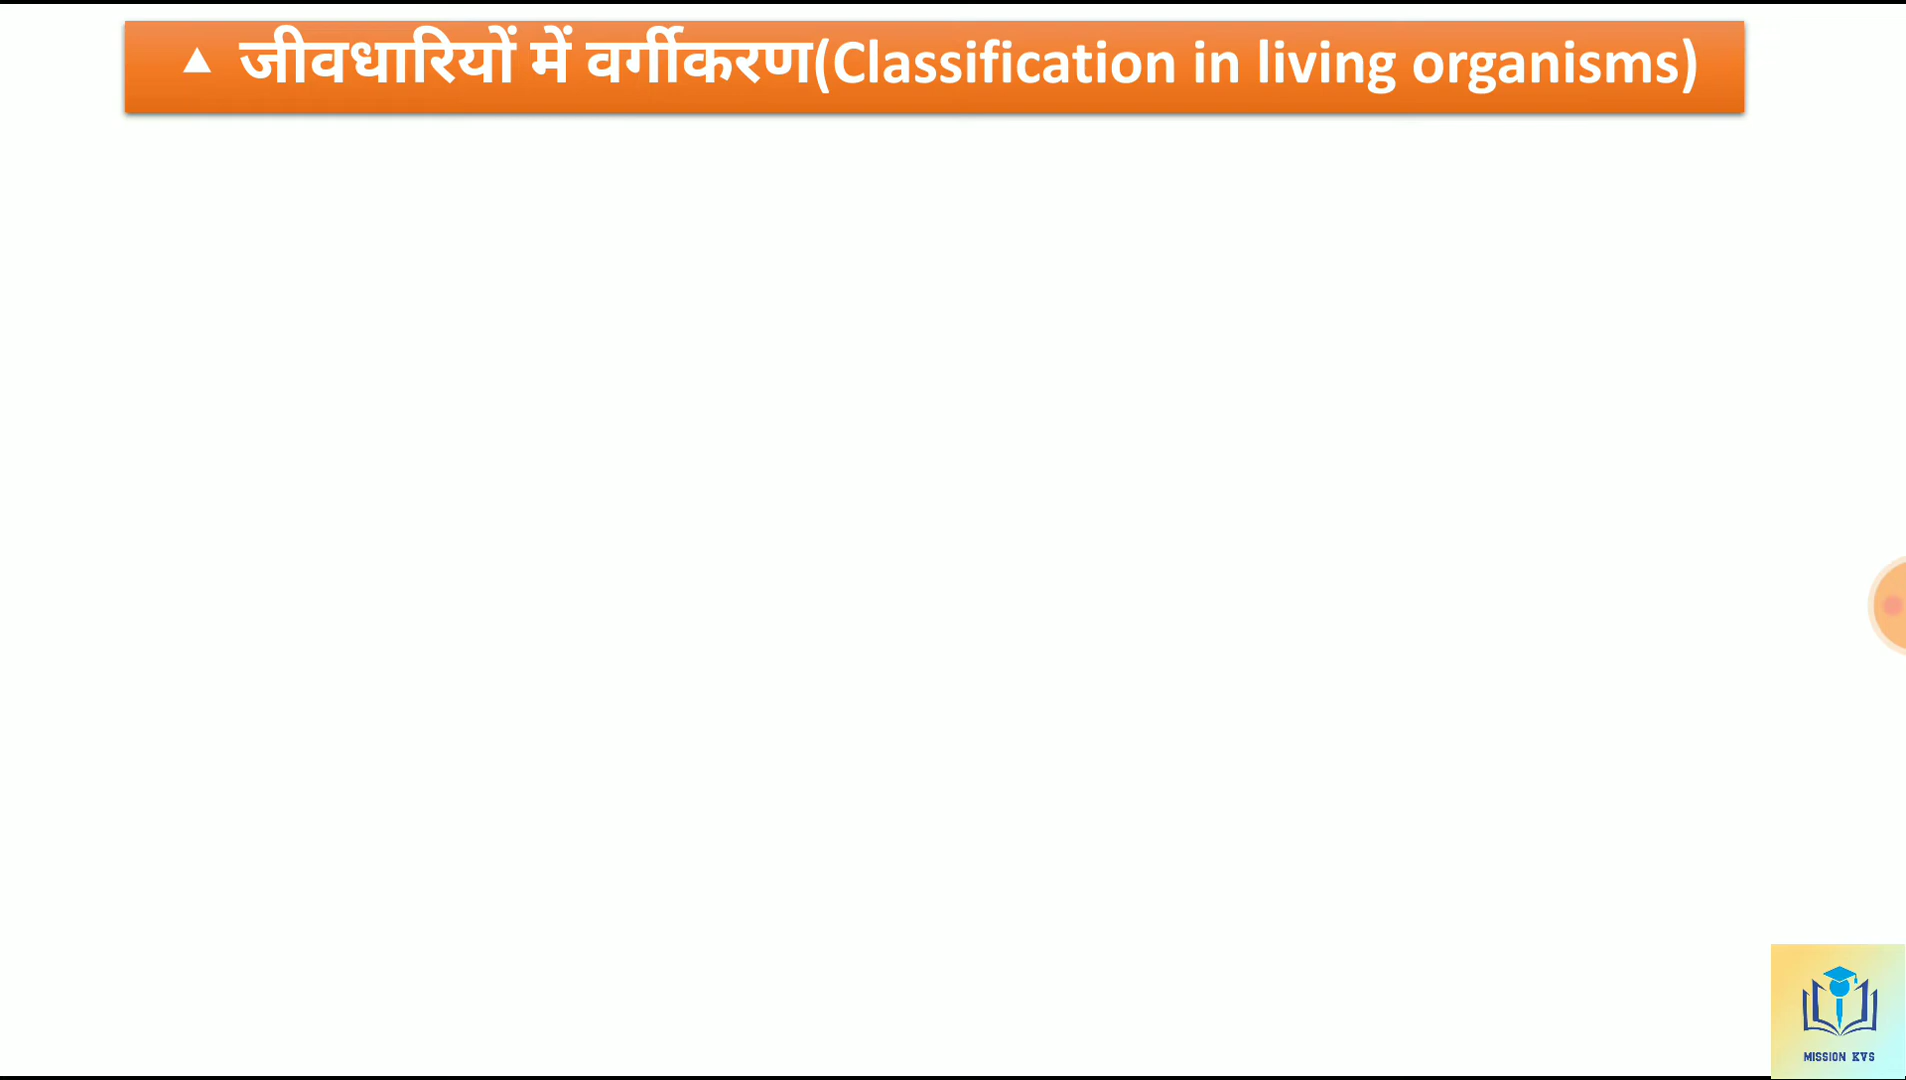 ▲ जीवधारियों में वर्गीकरण(Classification in living organisms)
MISSION KVS